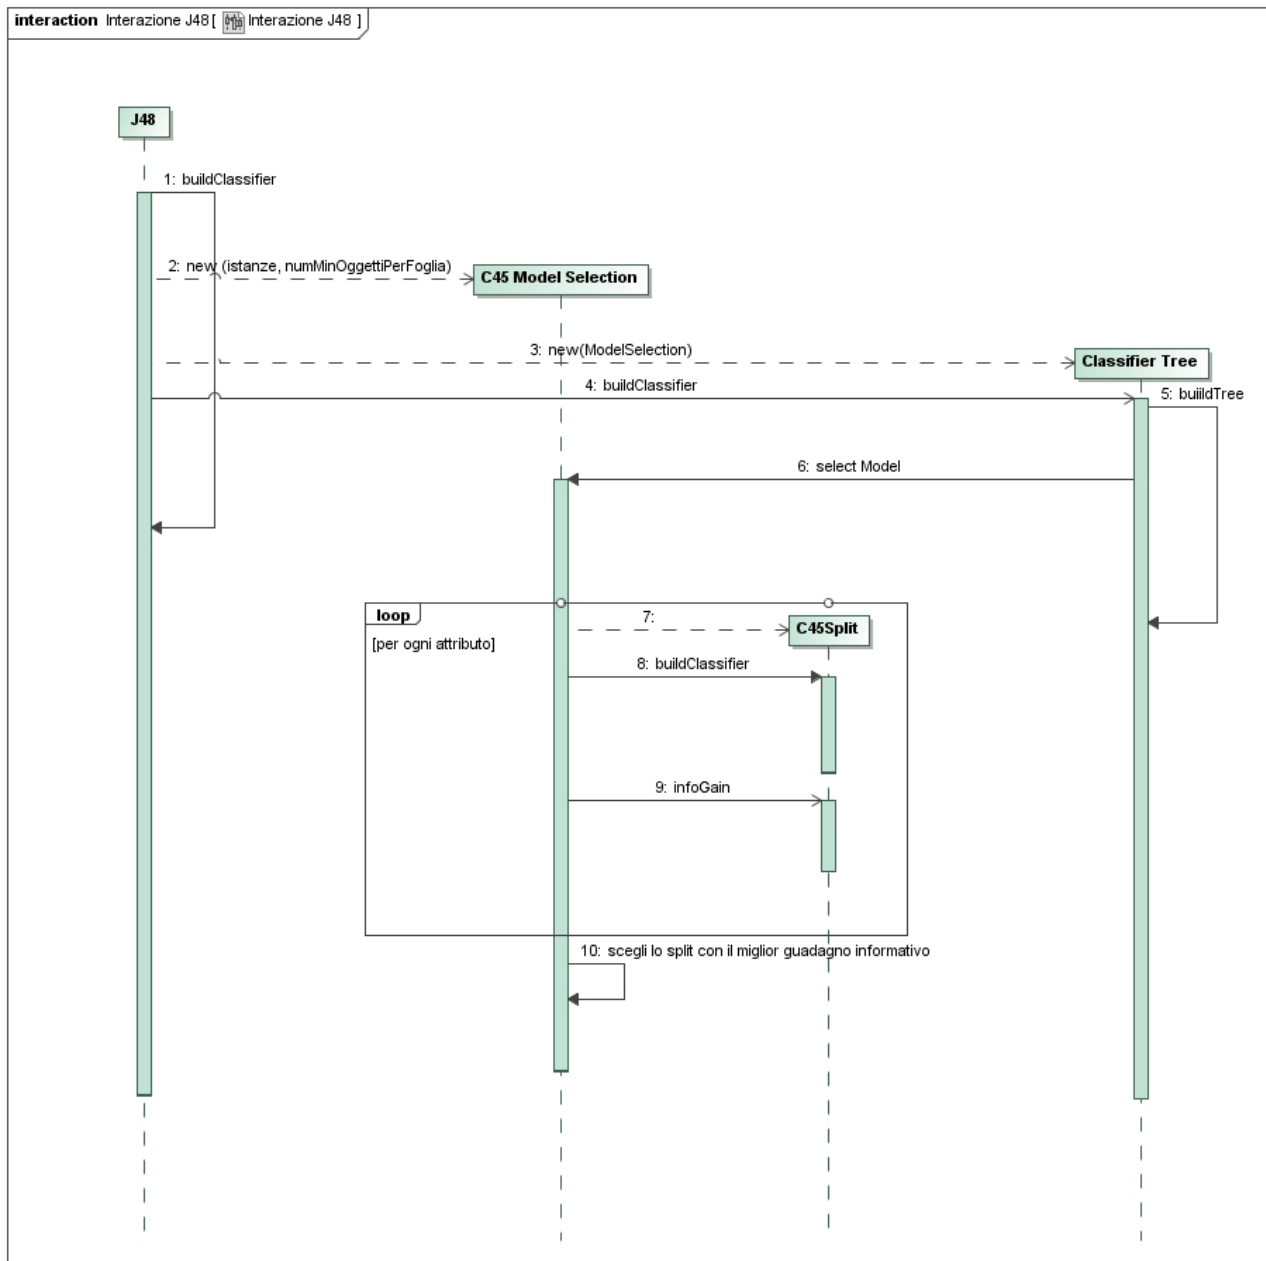 interaction Interazione J48[ Interazione J48 ]
J48
1: buildClassifier
2: new (istanze, numMinOggettiPerFoglia)
C45 Model Selection
3: new(ModelSelection)
Classifier Tree
4: buildClassifier
5: buiildTree
6: select Model
loop
7:
C45Split
[per ogni attributo]
8: buildClassifier
9: infoGain
10: scegli lo split con il miglior guadagno informativo